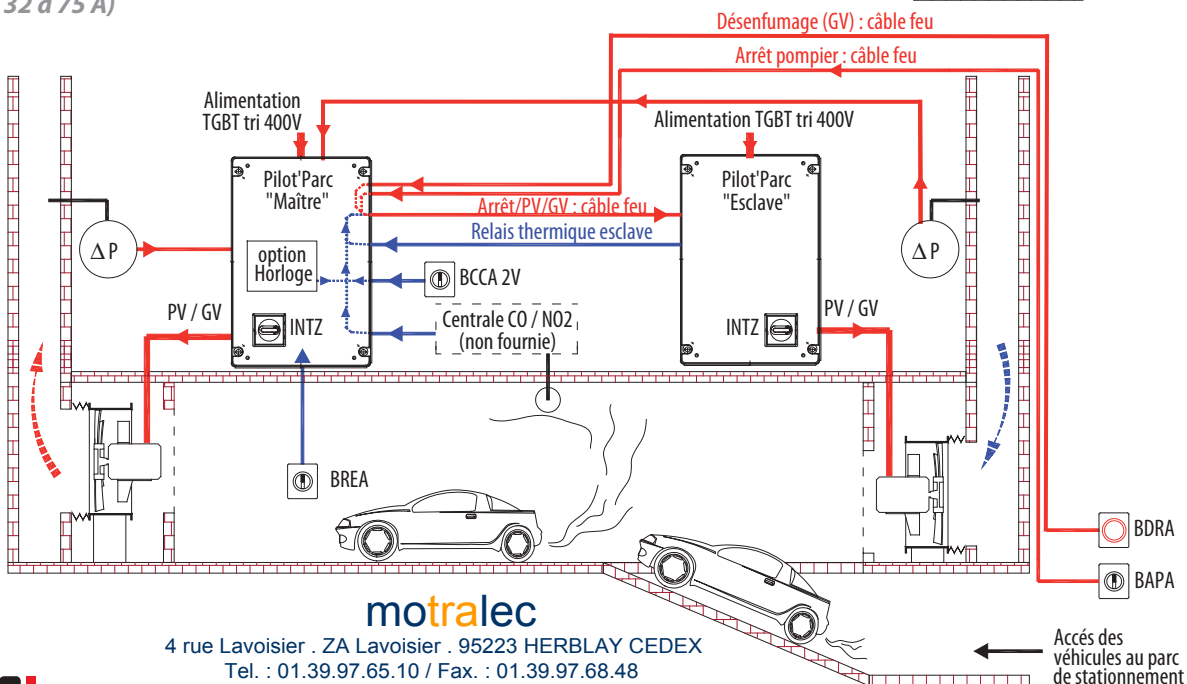 32 à 75 A)
Désenfumage (GV) : câble feu
Arrêt pompier : câble feu
Alimentation
TGBT tri 400V
Alimentation TGBT tri 400V
Pilot'Parc
"Maître"
Pilot'Parc
"Esclave"
Arrêt/PV/GV : câble feu
Relais thermique esclave
Δ P
Δ P
option
Horloge
BCCA 2V
PV / GV
INTZ
Centrale CO / NO2
(non fournie)
INTZ
PV / GV
BREA
BDRA
BAPA
motralec
4 rue Lavoisier . ZA Lavoisier . 95223 HERBLAY CEDEX
Tel. : 01.39.97.65.10 / Fax. : 01.39.97.68.48
Accés des
véhicules au parc
de stationnement